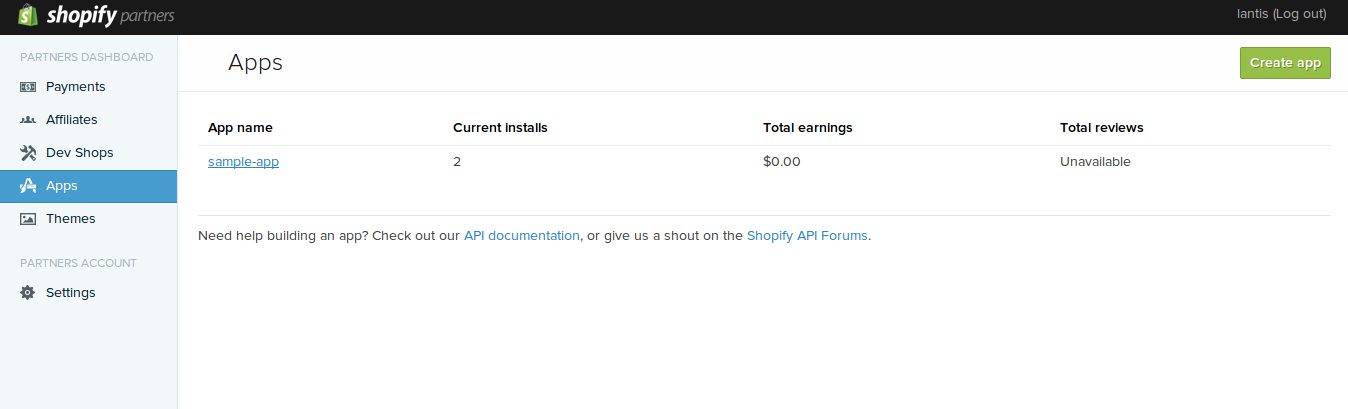 shopify partners
lantis (Log out)
PARTNERS DASHBOARD
Payments
Affiliates
Dev Shops
Apps
Themes
PARTNERS ACCOUNT
Settings
Apps
Create app
App name Current installs Total earnings Total reviews
sample-app 2 $0.00 Unavailable
Need help building an app? Check out our API documentation, or give us a shout on the Shopify API Forums.